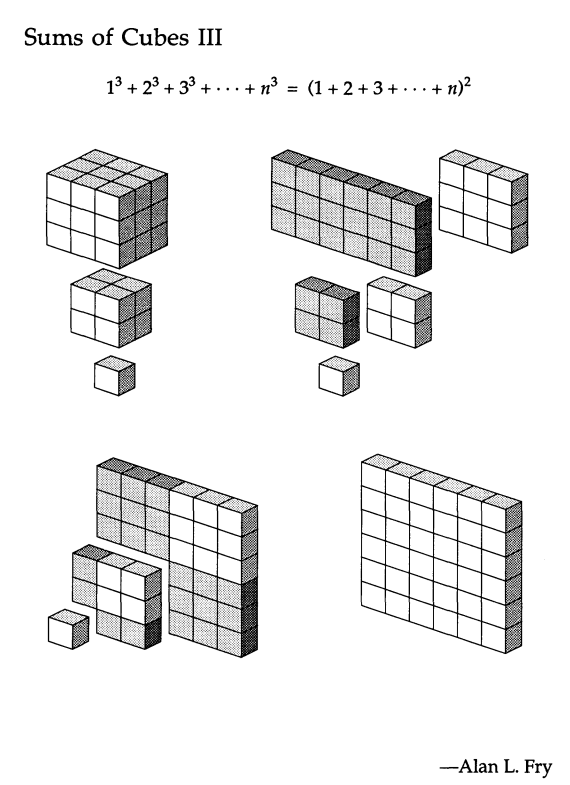 Sums of Cubes III
1³ + 2³ + 3³ + · · · + n³ = (1 + 2 + 3 + · · · + n)²
—Alan L. Fry